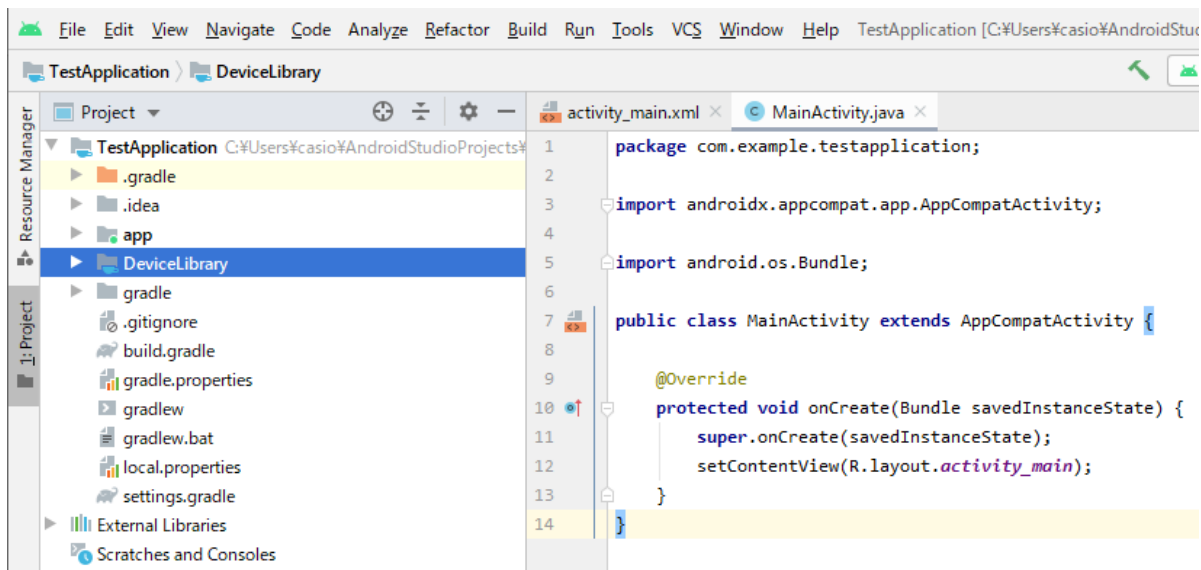 File Edit View Navigate Code Analyze Refactor Build Run Tools VCS Window Help TestApplication [C:¥Users¥casio¥AndroidStud
TestApplication DeviceLibrary
Resource Manager
1: Project
Project
activity_main.xml MainActivity.java
TestApplication C:¥Users¥casio¥AndroidStudioProjects¥
.gradle
.idea
app
DeviceLibrary
gradle
.gitignore
build.gradle
gradle.properties
gradlew
gradlew.bat
local.properties
settings.gradle
External Libraries
Scratches and Consoles
1 package com.example.testapplication;
2
3 import androidx.appcompat.app.AppCompatActivity;
4
5 import android.os.Bundle;
6
7 public class MainActivity extends AppCompatActivity {
8
9 @Override
10 protected void onCreate(Bundle savedInstanceState) {
11 super.onCreate(savedInstanceState);
12 setContentView(R.layout.activity_main);
13 }
14 }